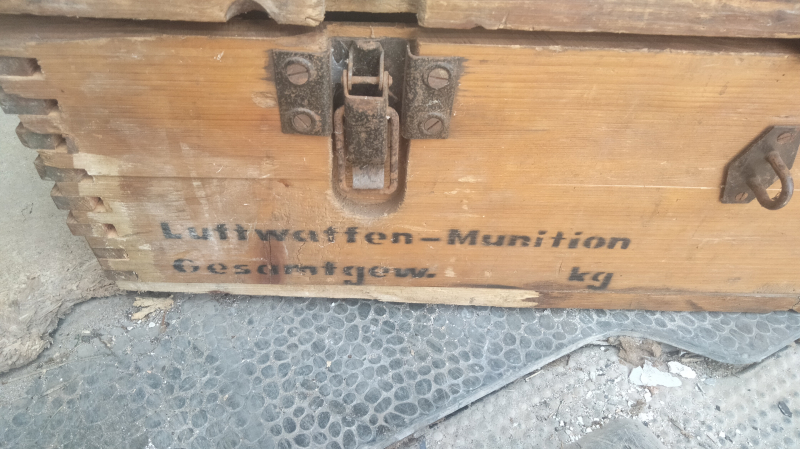 Luftwaffen-Munition
Gesamtgew. kg